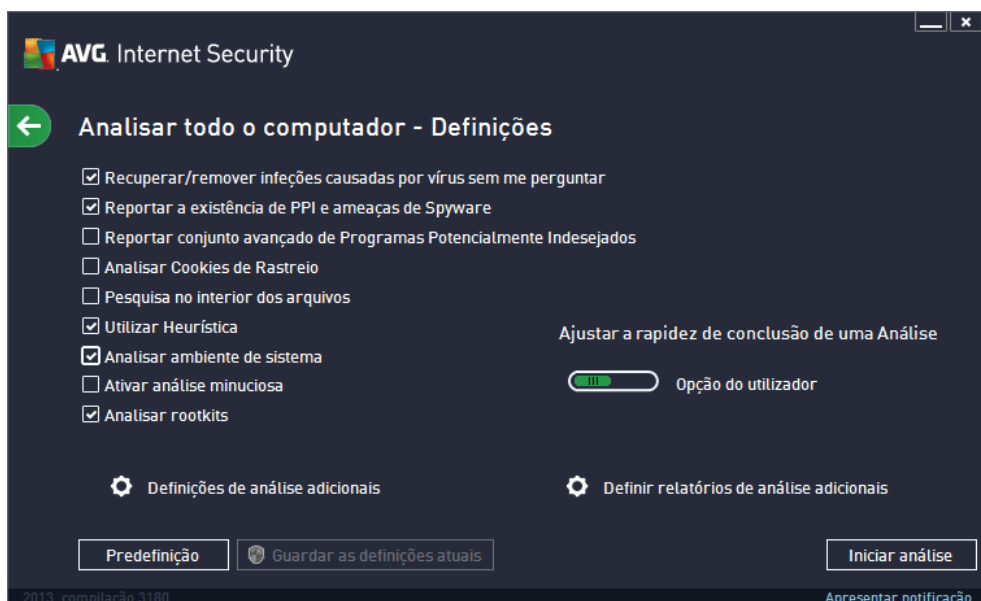 AVG. Internet Security
Analisar todo o computador - Definições
Recuperar/remover infeções causadas por vírus sem me perguntar
Reportar a existência de PPI e ameaças de Spyware
Reportar conjunto avançado de Programas Potencialmente Indesejados
Analisar Cookies de Rastreio
Pesquisa no interior dos arquivos
Utilizar Heurística
Analisar ambiente de sistema
Ativar análise minuciosa
Analisar rootkits
Ajustar a rapidez de conclusão de uma Análise
Opção do utilizador
Definições de análise adicionais
Definir relatórios de análise adicionais
Predefinição
Guardar as definições atuais
Iniciar análise
2013 compilação 3180
Apresentar notificação